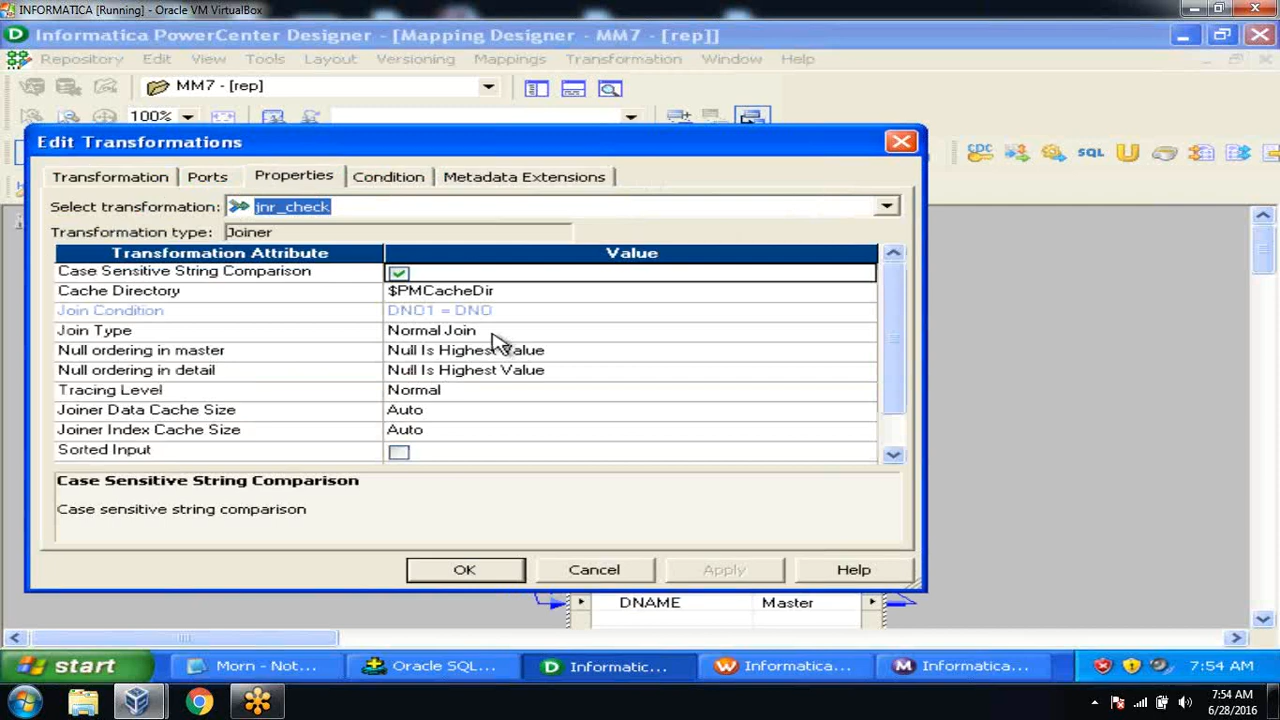 INFORMATICA [Running] - Oracle VM VirtualBox
Informatica PowerCenter Designer - [Mapping Designer - MM7 - [rep]]
Repository Edit View Tools Layout Versioning Mappings Transformation Window Help
MM7 - [rep]
100%
Edit Transformations
CDC SQL
Transformation Ports Properties Condition Metadata Extensions
Select transformation: jnr_check
Transformation type: Joiner
Transformation Attribute Value
Case Sensitive String Comparison
Cache Directory $PMCacheDir
Join Condition DNO1 = DNO
Join Type Normal Join
Null ordering in master Null Is Highest Value
Null ordering in detail Null Is Highest Value
Tracing Level Normal
Joiner Data Cache Size Auto
Joiner Index Cache Size Auto
Sorted Input
Case Sensitive String Comparison
Case sensitive string comparison
OK Cancel Apply Help
DNAME Master
start Morn - Not... Oracle SQL... Informatic... Informatica... Informatica... 7:54 AM
7:54 AM
6/28/2016